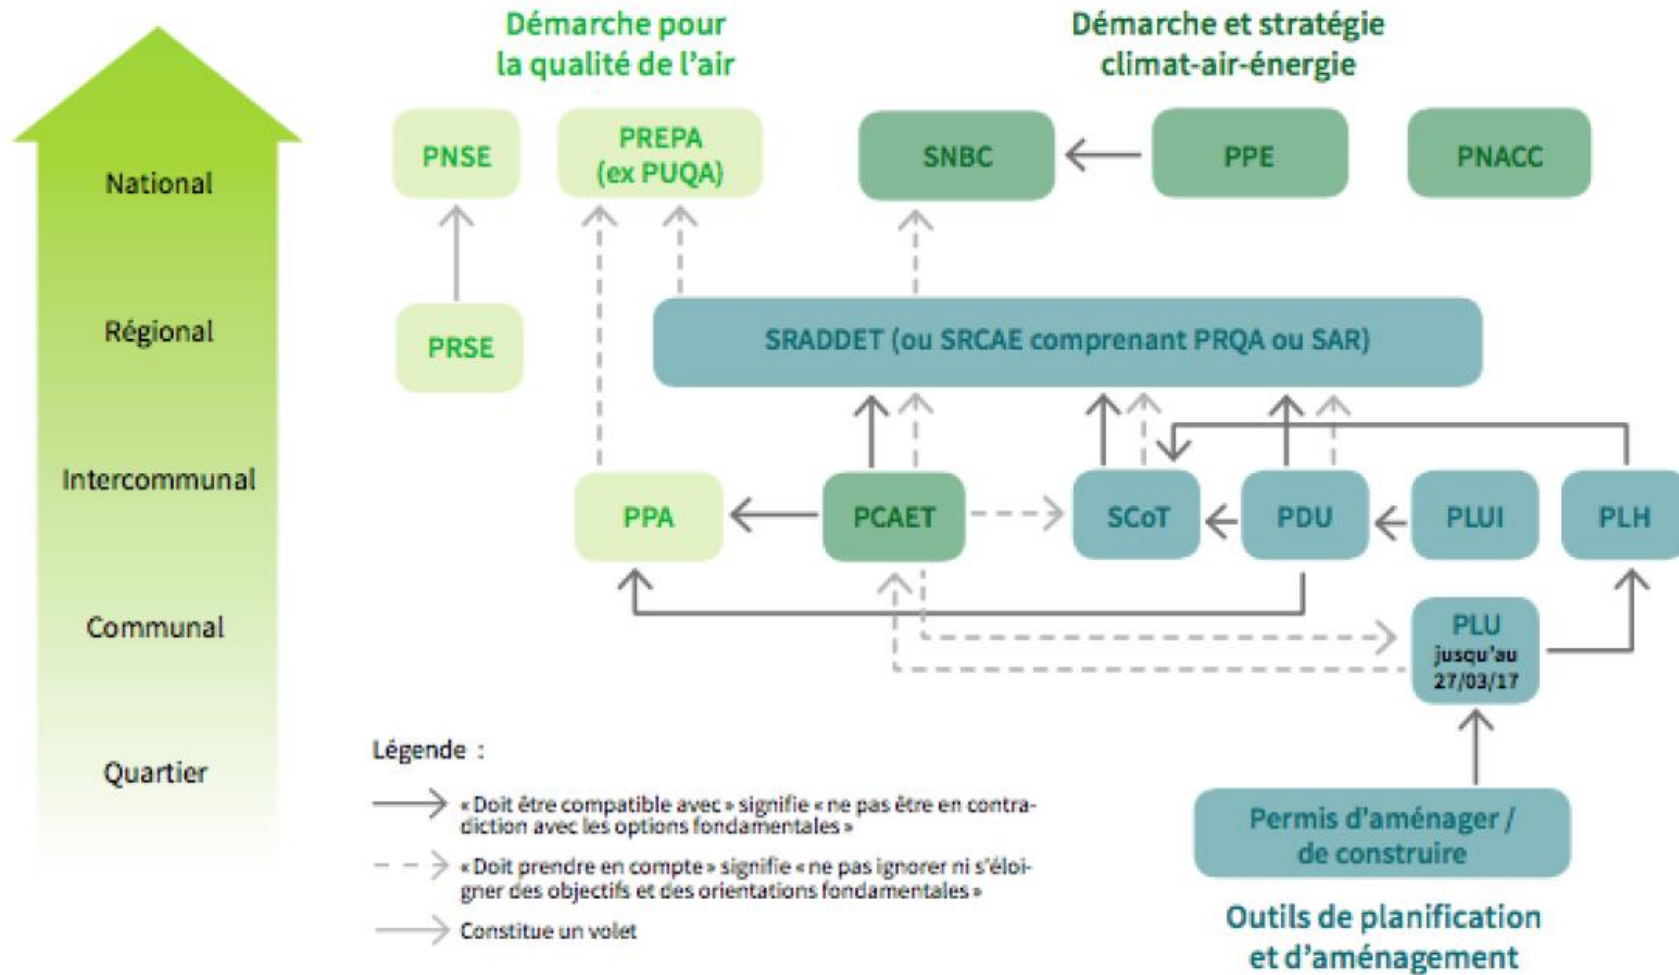 Démarche pour
la qualité de l'air
Démarche et stratégie
climat-air-énergie
National
PNSE
PREPA
(ex PUQA)
SNBC
PPE
PNACC
Régional
PRSE
SRADDET (ou SRCAE comprenant PRQA ou SAR)
Intercommunal
PPA
PCAET
SCoT
PDU
PLUI
PLH
Communal
PLU
jusqu'au
27/03/17
Quartier
Légende :
« Doit être compatible avec » signifie « ne pas être en contra-
diction avec les options fondamentales »
« Doit prendre en compte » signifie « ne pas ignorer ni s'éloi-
gner des objectifs et des orientations fondamentales »
Constitue un volet
Permis d'aménager /
de construire
Outils de planification
et d'aménagement